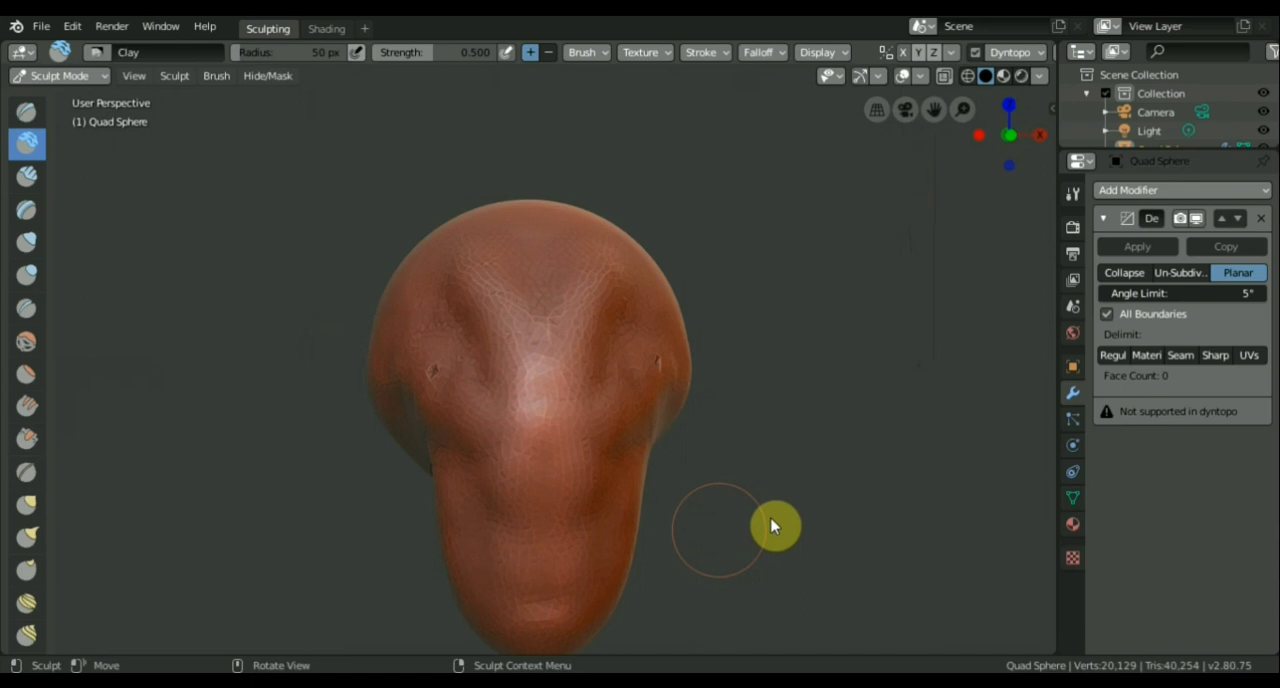 File Edit Render Window Help Sculpting Shading + Scene View Layer
Clay Radius: 50 px Strength: 0.500 + − Brush Texture Stroke Falloff Display X Y Z Dyntopo
Sculpt Mode View Sculpt Brush Hide/Mask
User Perspective
(1) Quad Sphere
X
Scene Collection
Collection
Camera
Light
Quad Sphere
Add Modifier
De
Apply Copy
Collapse Un-Subdiv.. Planar
Angle Limit: 5°
All Boundaries
Delimit:
Regul Materi Seam Sharp UVs
Face Count: 0
Not supported in dyntopo
Sculpt Move Rotate View Sculpt Context Menu Quad Sphere | Verts:20,129 | Tris:40,254 | v2.80.75